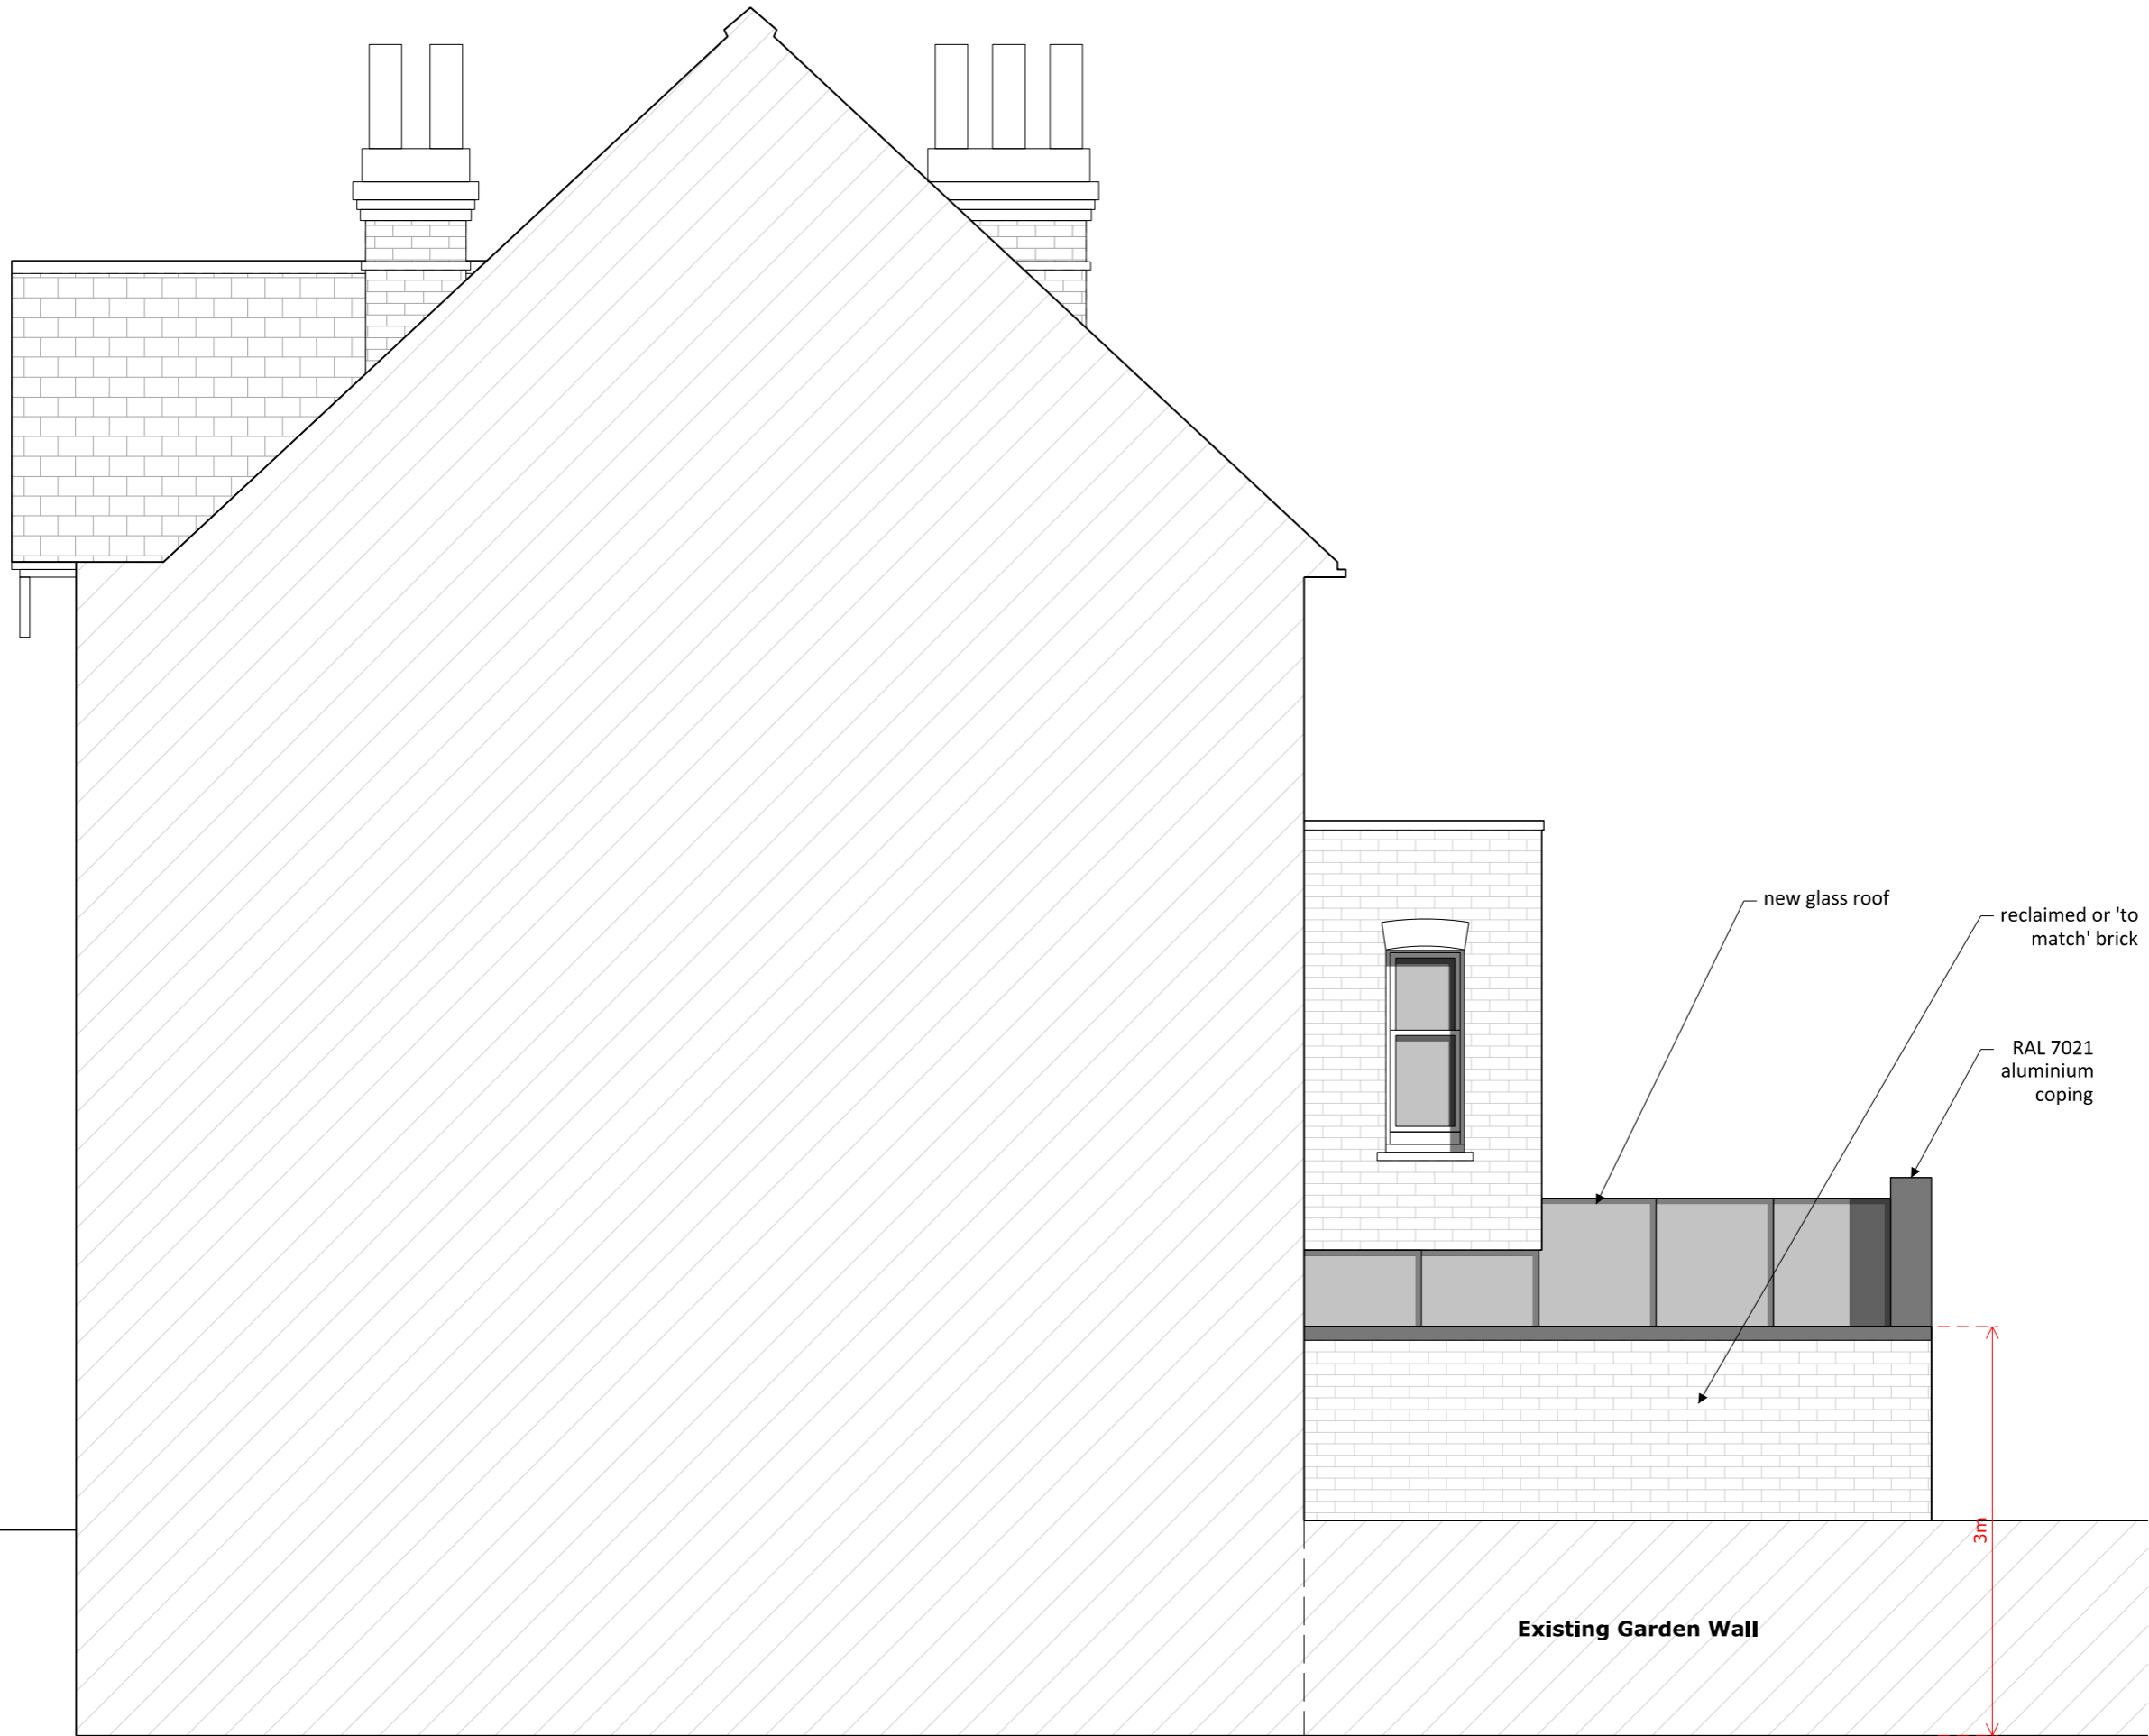 new glass roof
reclaimed or 'to
match' brick
RAL 7021
aluminium
coping
3m
Existing Garden Wall